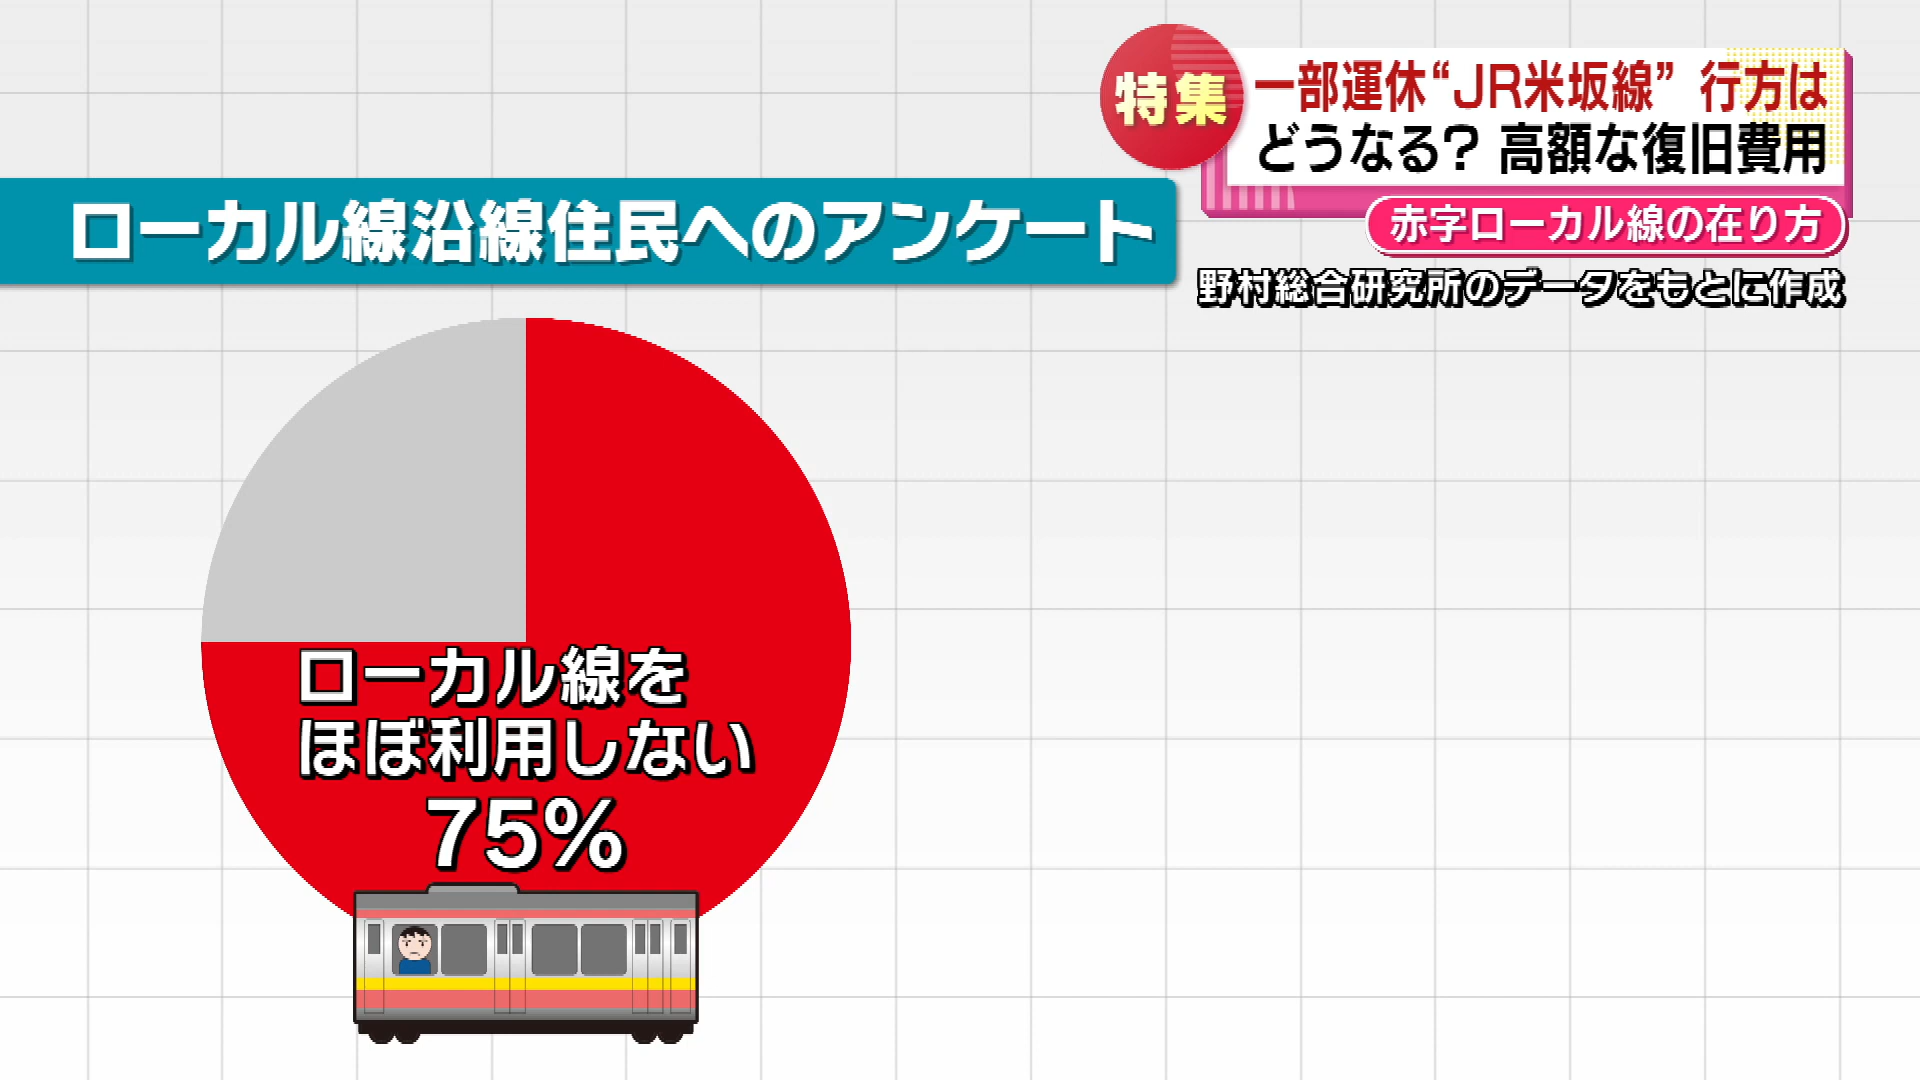 特集
一部運休“JR米坂線” 行方は
どうなる? 高額な復旧費用
赤字ローカル線の在り方
野村総合研究所のデータをもとに作成
ローカル線沿線住民へのアンケート
ローカル線を
ほぼ利用しない
75%